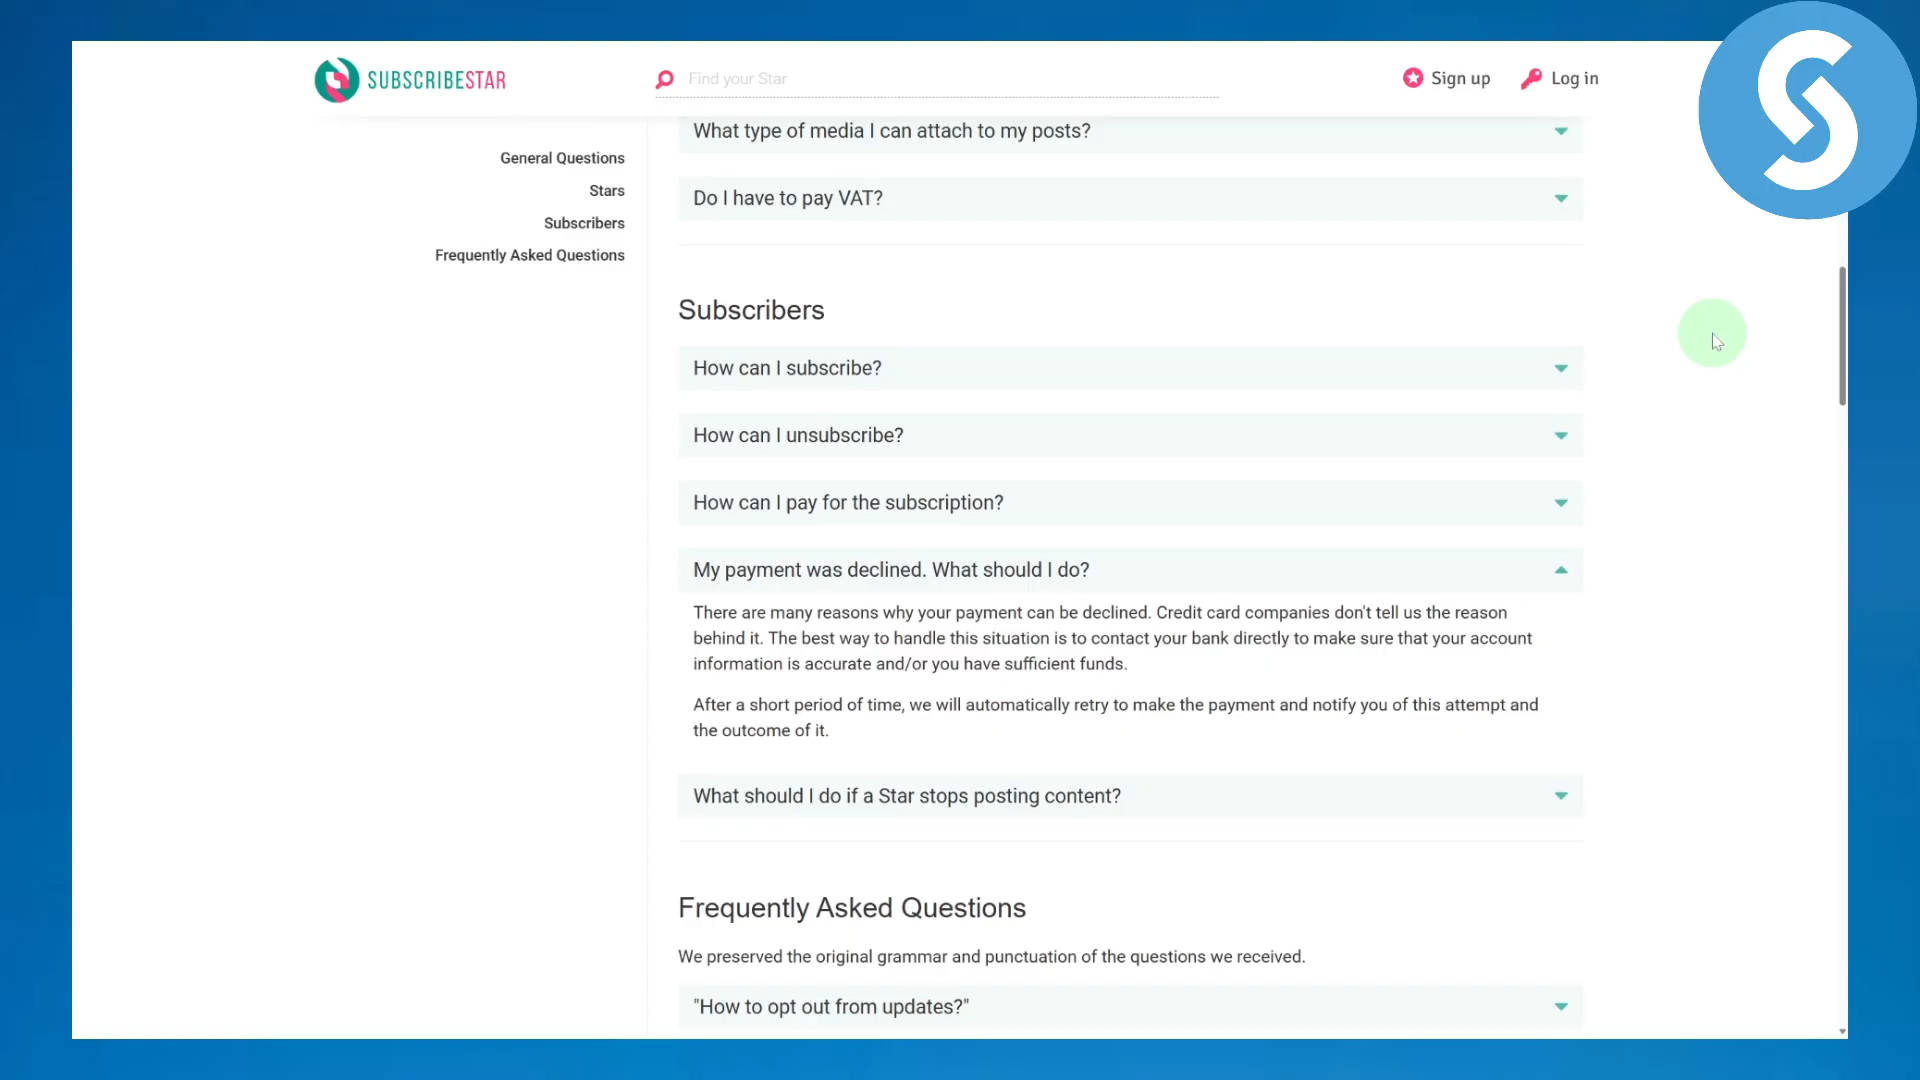 SUBSCRIBESTAR
Find your Star
Sign up
Log in
General Questions
Stars
Subscribers
Frequently Asked Questions
What type of media I can attach to my posts?
Do I have to pay VAT?
Subscribers
How can I subscribe?
How can I unsubscribe?
How can I pay for the subscription?
My payment was declined. What should I do?
There are many reasons why your payment can be declined. Credit card companies don't tell us the reason
behind it. The best way to handle this situation is to contact your bank directly to make sure that your account
information is accurate and/or you have sufficient funds.
After a short period of time, we will automatically retry to make the payment and notify you of this attempt and
the outcome of it.
What should I do if a Star stops posting content?
Frequently Asked Questions
We preserved the original grammar and punctuation of the questions we received.
"How to opt out from updates?"